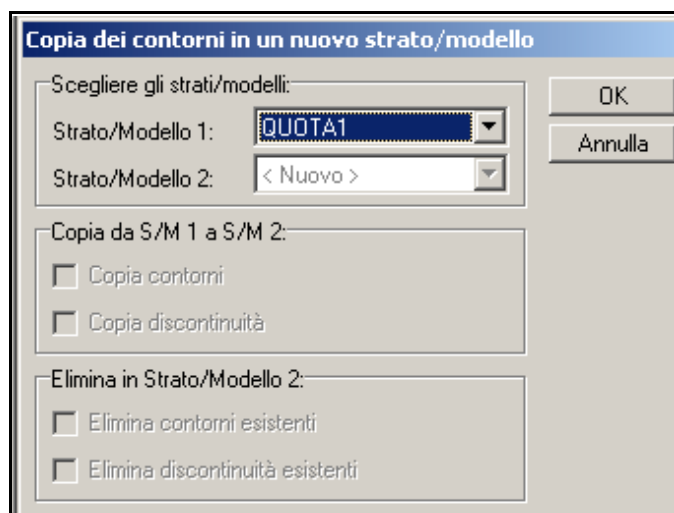 Copia dei contorni in un nuovo strato/modello
Scegliere gli strati/modelli:
Strato/Modello 1: QUOTA1
Strato/Modello 2: < Nuovo >
OK
Annulla
Copia da S/M 1 a S/M 2:
Copia contorni
Copia discontinuità
Elimina in Strato/Modello 2:
Elimina contorni esistenti
Elimina discontinuità esistenti